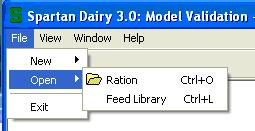 S Spartan Dairy 3.0: Model Validation -
File View Window Help
New
Open
Ration Ctrl+O
Feed Library Ctrl+L
Exit